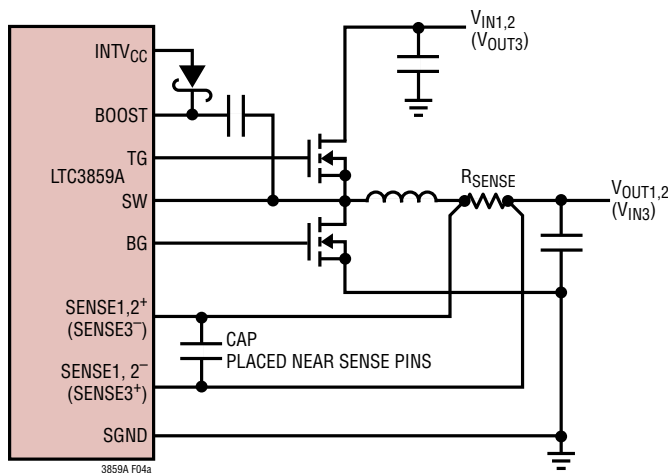 INTVCC
BOOST
TG
LTC3859A
SW
BG
SENSE1,2+
(SENSE3−)
SENSE1, 2−
(SENSE3+)
SGND
3859A F04a
CAP
PLACED NEAR SENSE PINS
RSENSE
VIN1,2
(VOUT3)
VOUT1,2
(VIN3)